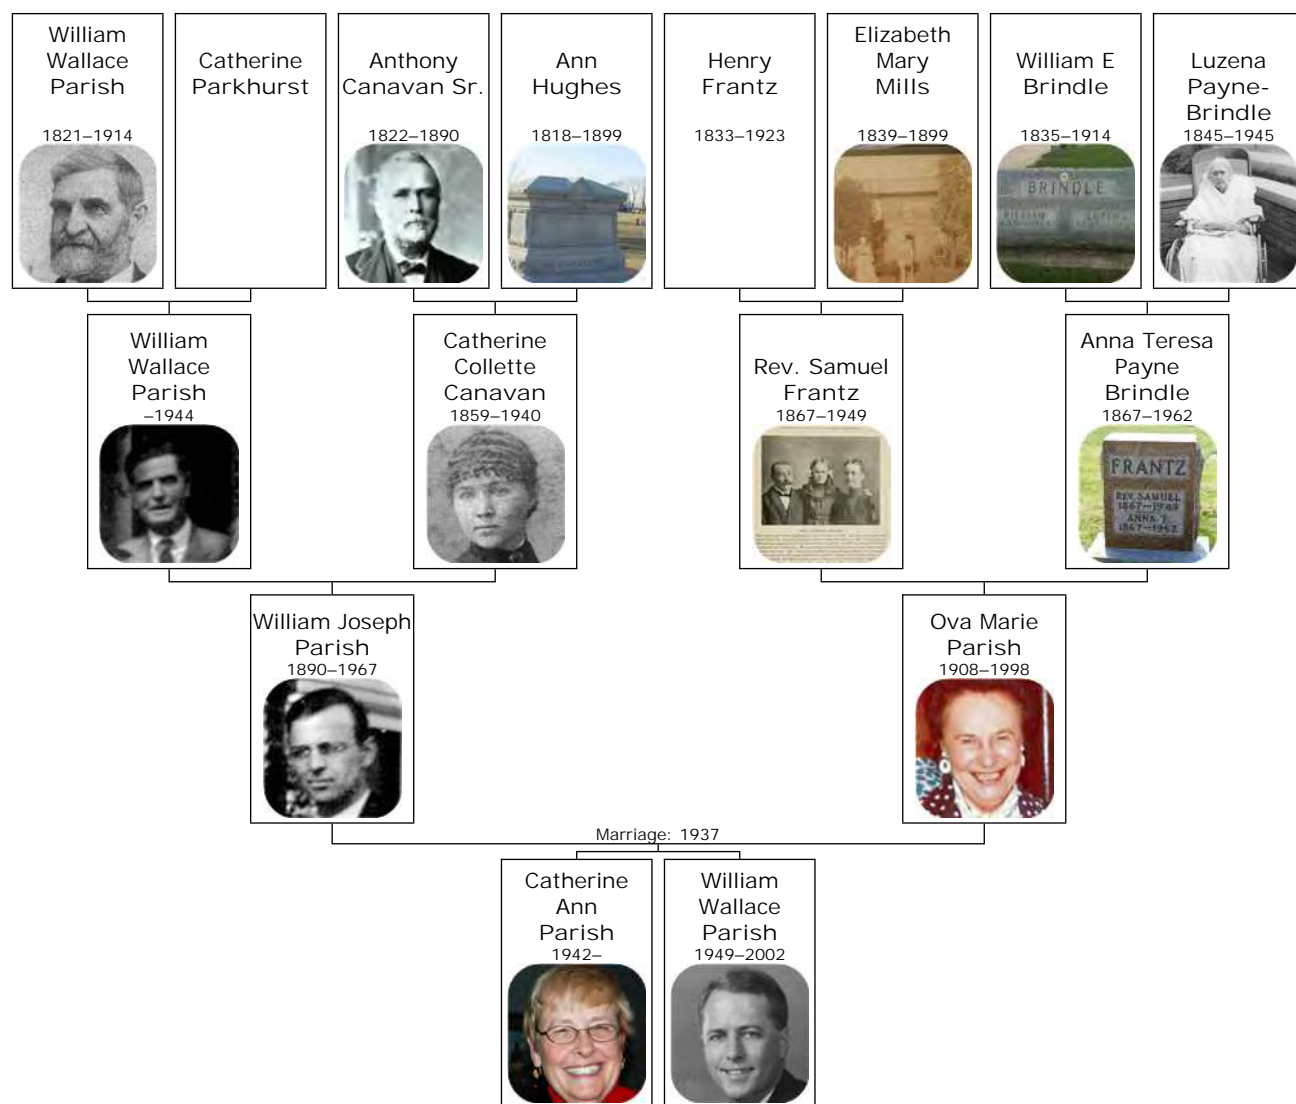 William
Wallace
Parish
1821–1914
Catherine
Parkhurst
Anthony
Canavan Sr.
1822–1890
Ann
Hughes
1818–1899
Henry
Frantz
1833–1923
Elizabeth
Mary
Mills
1839–1899
William E
Brindle
1835–1914
BRINDLE
WILLIAM
Luzena
Payne-
Brindle
1845–1945
William
Wallace
Parish
–1944
Catherine
Collette
Canavan
1859–1940
Rev. Samuel
Frantz
1867–1949
Anna Teresa
Payne
Brindle
1867–1962
FRANTZ
REV. SAMUEL
1867–1949
ANNA T.
1867–1962
William Joseph
Parish
1890–1967
Ova Marie
Parish
1908–1998
Marriage: 1937
Catherine
Ann
Parish
1942–
William
Wallace
Parish
1949–2002